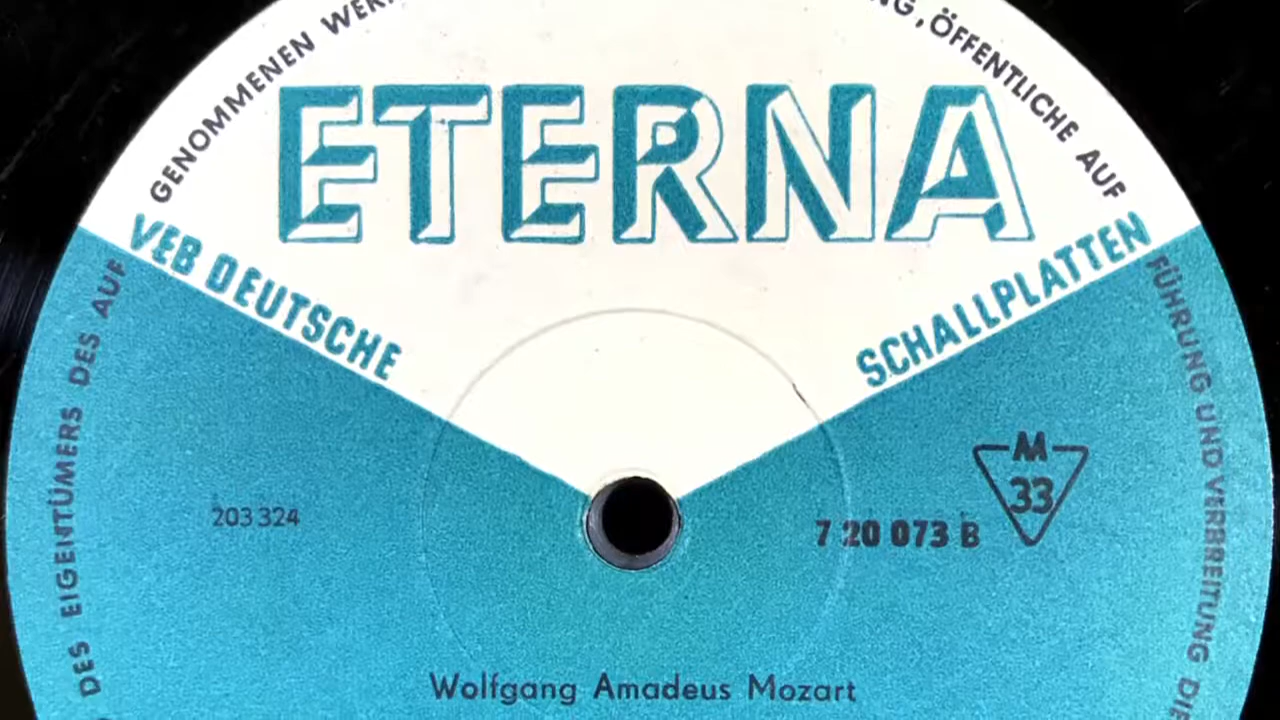 GENOMMENEN
ÖFFENTLICHE AUF
ETERNA
VEB DEUTSCHE
SCHALLPLATTEN
DES EIGENTÜMERS DES AUF
FÜHRUNG UND VERBREITUNG
M
33
203 324
7 20 073 B
Wolfgang Amadeus Mozart